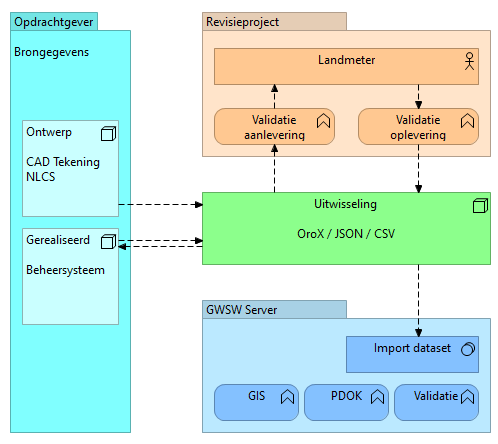 Opdrachtgever
Brongegevens
Ontwerp
CAD Tekening
NLCS
Gerealiseerd
Beheersysteem
Revisieproject
Landmeter
Validatie
aanlevering
Validatie
oplevering
Uitwisseling
OroX / JSON / CSV
GWSW Server
Import dataset
GIS
PDOK
Validatie